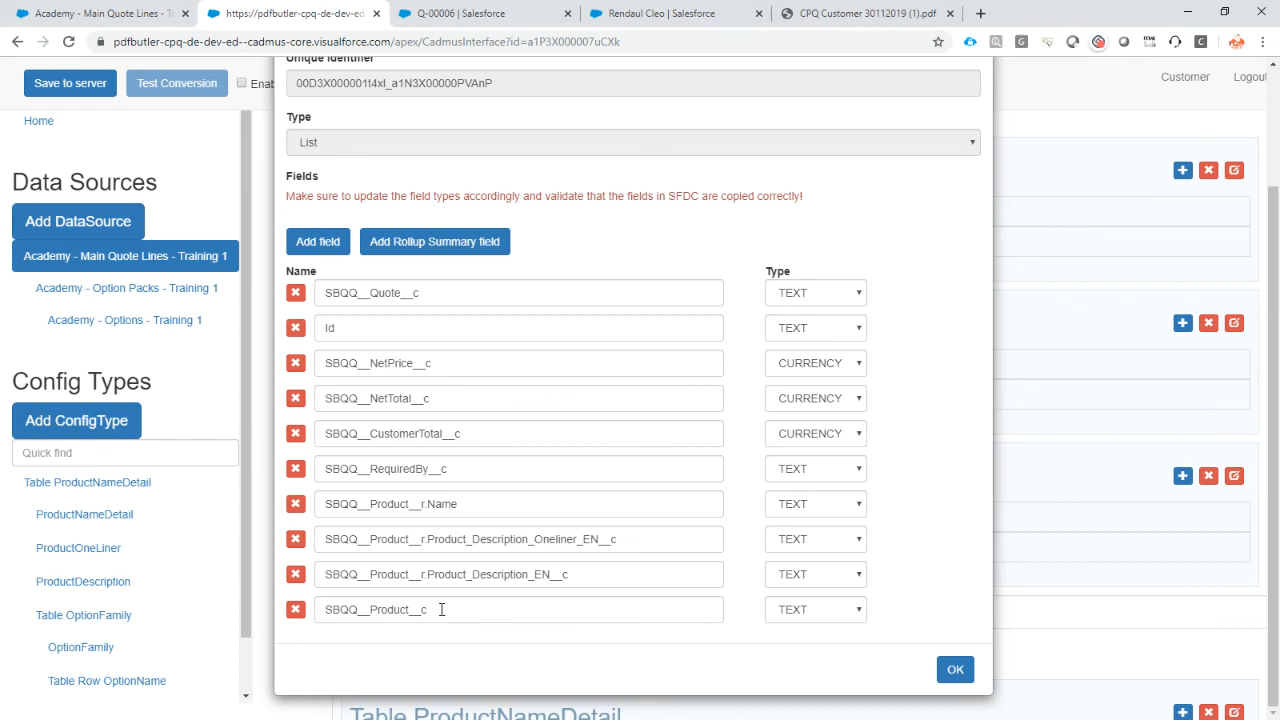 Academy - Main Quote Lines - Tr
https://pdfbutler-cpq-de-dev-ed
Q-00006 | Salesforce
Rendaul Cleo | Salesforce
CPQ Customer 30112019 (1).pdf
pdfbutler-cpq-de-dev-ed--cadmus-core.visualforce.com/apex/CadmusInterface?id=a1P3X000007uCXk
Save to server
Test Conversion
Enab
Customer
Logou
Home
Data Sources
Add DataSource
Academy - Main Quote Lines - Training 1
Academy - Option Packs - Training 1
Academy - Options - Training 1
Config Types
Add ConfigType
Quick find
Table ProductNameDetail
ProductNameDetail
ProductOneLiner
ProductDescription
Table OptionFamily
OptionFamily
Table Row OptionName
Unique Identifier
00D3X000001t4xI_a1N3X00000PVAnP
Type
List
Fields
Make sure to update the field types accordingly and validate that the fields in SFDC are copied correctly!
Add field
Add Rollup Summary field
Name Type
SBQQ__Quote__c TEXT
Id TEXT
SBQQ__NetPrice__c CURRENCY
SBQQ__NetTotal__c CURRENCY
SBQQ__CustomerTotal__c CURRENCY
SBQQ__RequiredBy__c TEXT
SBQQ__Product__r.Name TEXT
SBQQ__Product__r.Product_Description_Oneliner_EN__c TEXT
SBQQ__Product__r.Product_Description_EN__c TEXT
SBQQ__Product__c TEXT
OK
Table ProductNameDetail